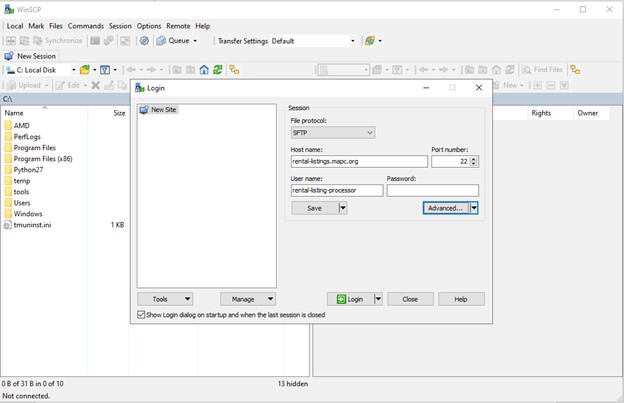 WinSCP
Local Mark Files Commands Session Options Remote Help
Synchronize Queue Transfer Settings Default
New Session
C: Local Disk Find Files
Upload Edit New
C:\
Name Size Rights Owner
AMD
PerfLogs
Program Files
Program Files (x86)
Python27
temp
tools
Users
Windows
tmuninst.ini 1 KB
Login
New Site
Session
File protocol:
SFTP
Host name: Port number:
rental-listings.mapc.org 22
User name: Password:
rental-listing-processor
Save Advanced...
Tools Manage Login Close Help
Show Login dialog on startup and when the last session is closed
0 B of 31 B in 0 of 10 13 hidden
Not connected.